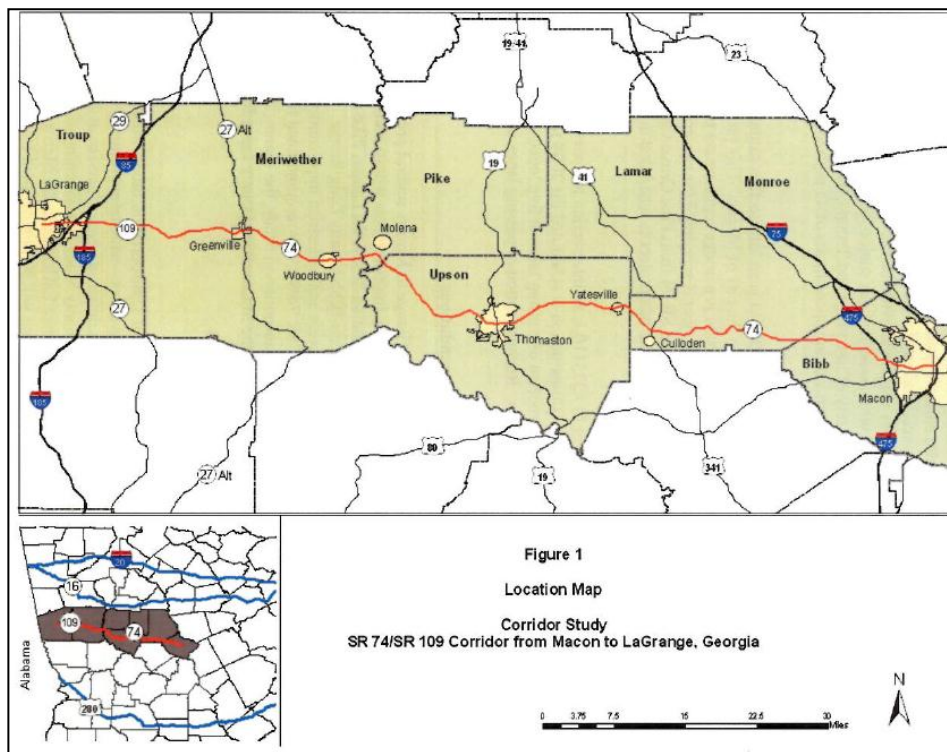 19·41
23
29
Troup
27 Alt
85
Meriwether
19
Lamar
LaGrange
Pike
41
Monroe
109
Molena
75
Greenville
74
185
Woodbury
Upson
Yatesville
27
475
74
Thomaston
Culloden
Bibb
Macon
185
80
475
27 Alt
19
341
20
16
109
74
Alabama
280
Figure 1
Location Map
Corridor Study
SR 74/SR 109 Corridor from Macon to LaGrange, Georgia
N
0 3.75 7.5 15 22.5 30
Miles